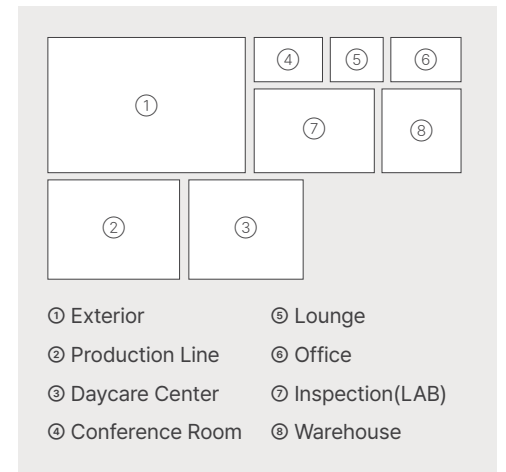 ④ ⑤ ⑥
①
⑦ ⑧
② ③
① Exterior
② Production Line
③ Daycare Center
④ Conference Room
⑤ Lounge
⑥ Office
⑦ Inspection(LAB)
⑧ Warehouse